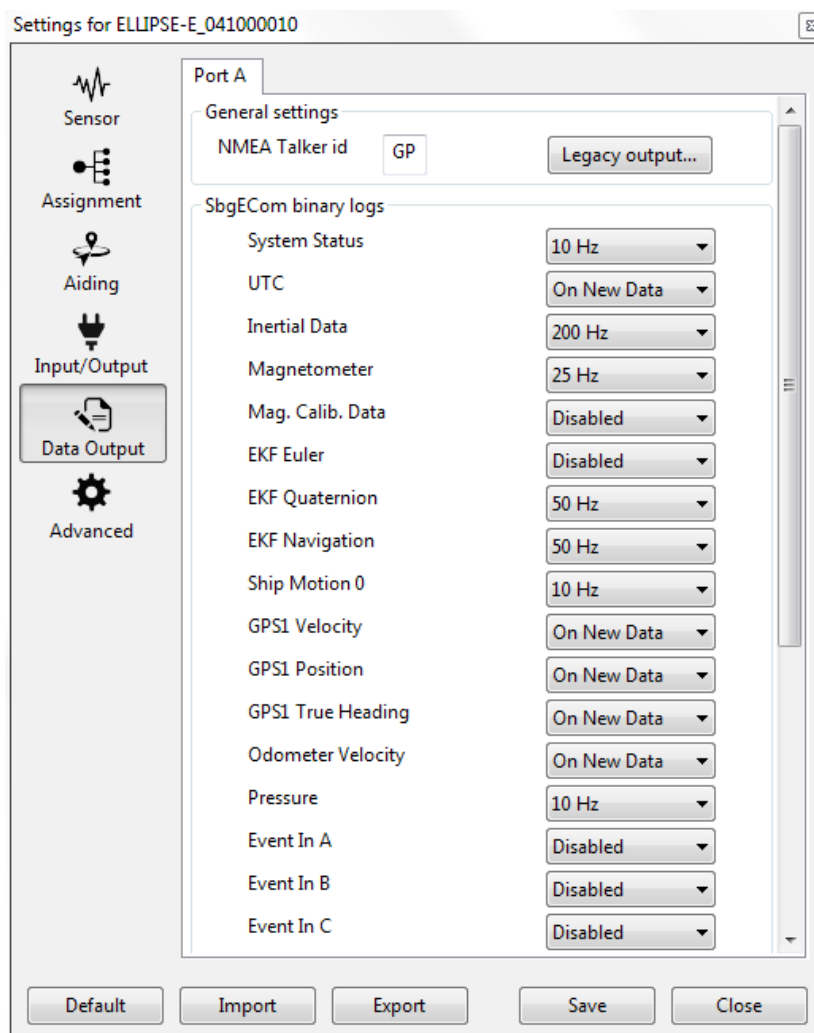 Settings for ELLIPSE-E_041000010
Sensor
Assignment
Aiding
Input/Output
Data Output
Advanced
Port A
General settings
NMEA Talker id GP Legacy output...
SbgECom binary logs
System Status 10 Hz
UTC On New Data
Inertial Data 200 Hz
Magnetometer 25 Hz
Mag. Calib. Data Disabled
EKF Euler Disabled
EKF Quaternion 50 Hz
EKF Navigation 50 Hz
Ship Motion 0 10 Hz
GPS1 Velocity On New Data
GPS1 Position On New Data
GPS1 True Heading On New Data
Odometer Velocity On New Data
Pressure 10 Hz
Event In A Disabled
Event In B Disabled
Event In C Disabled
Default Import Export Save Close